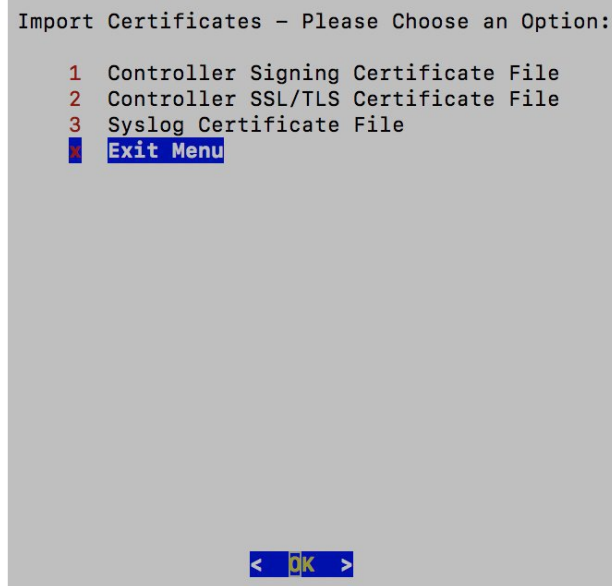 Import Certificates – Please Choose an Option:
1 Controller Signing Certificate File
2 Controller SSL/TLS Certificate File
3 Syslog Certificate File
x Exit Menu
< OK >